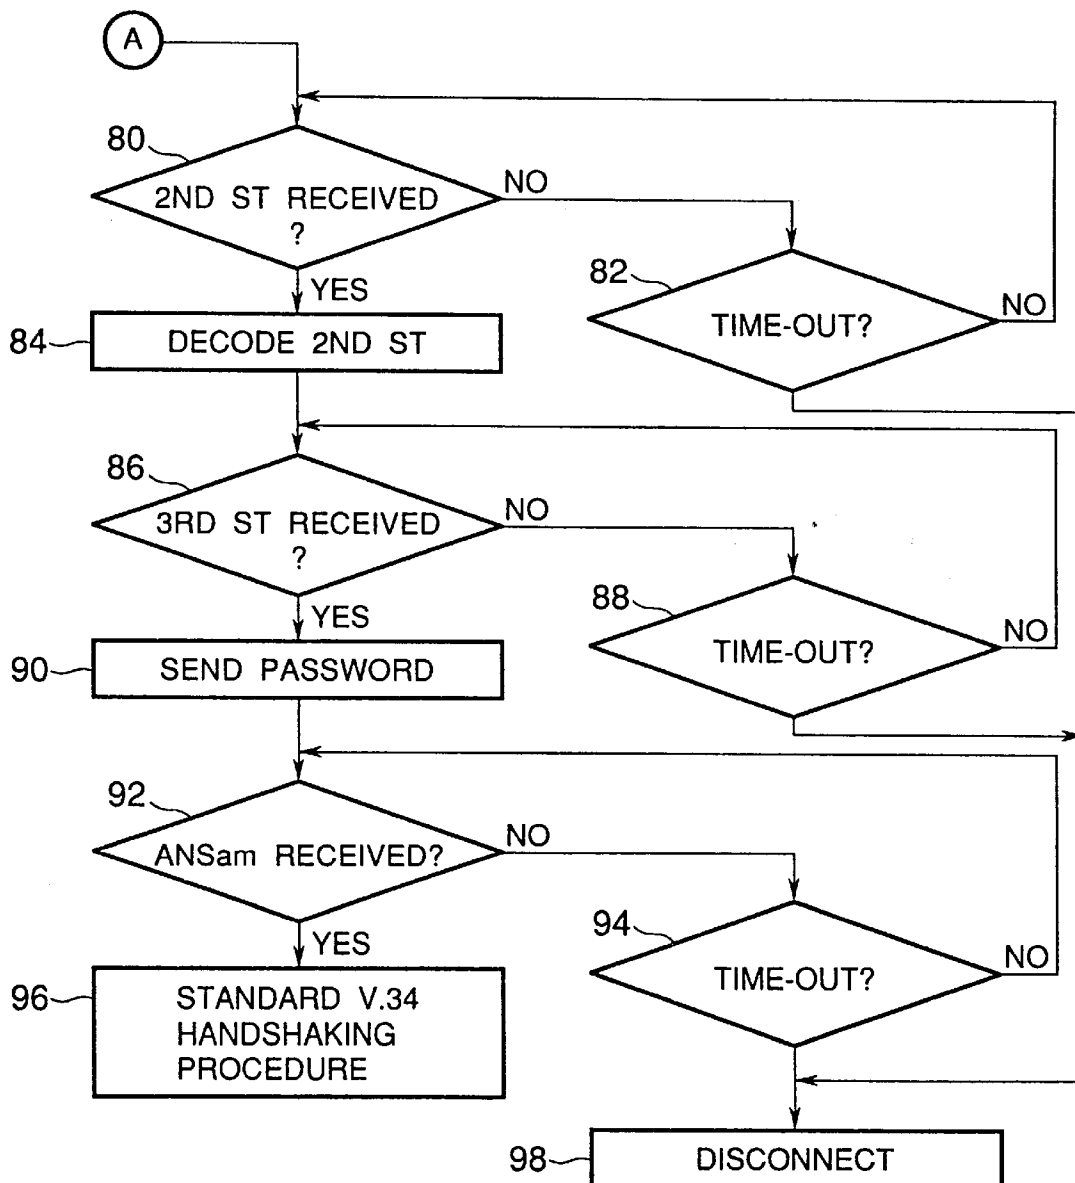 A
80
2ND ST RECEIVED
?
NO
YES
82
TIME-OUT?
NO
84
DECODE 2ND ST
86
3RD ST RECEIVED
?
NO
YES
88
TIME-OUT?
NO
90
SEND PASSWORD
92
ANSam RECEIVED?
NO
YES
94
TIME-OUT?
NO
96
STANDARD V.34
HANDSHAKING
PROCEDURE
98
DISCONNECT